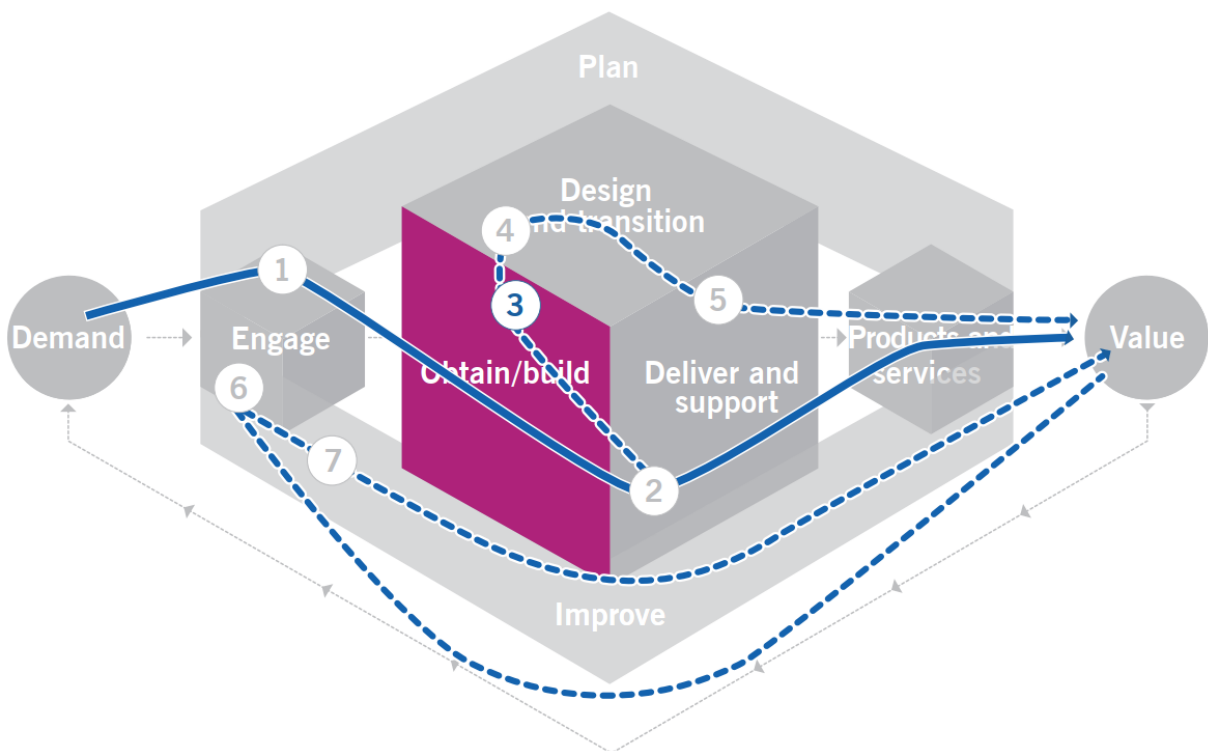 Plan
Design
and transition
4
1
3
5
Demand
Engage
Obtain/build
Deliver and
support
Products and
services
Value
6
7
2
Improve